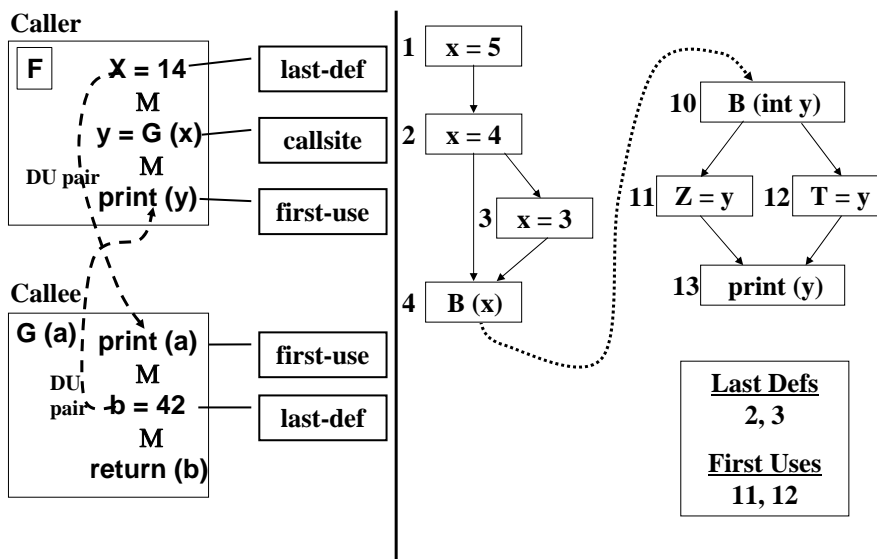 Caller
F
X = 14
last-def
M
y = G (x)
callsite
M
DU pair
print (y)
first-use
Callee
G (a)
print (a)
first-use
M
DU
pair
b = 42
last-def
M
return (b)
1
x = 5
2
x = 4
3
x = 3
4
B (x)
10
B (int y)
11
Z = y
12
T = y
13
print (y)
Last Defs
2, 3
First Uses
11, 12